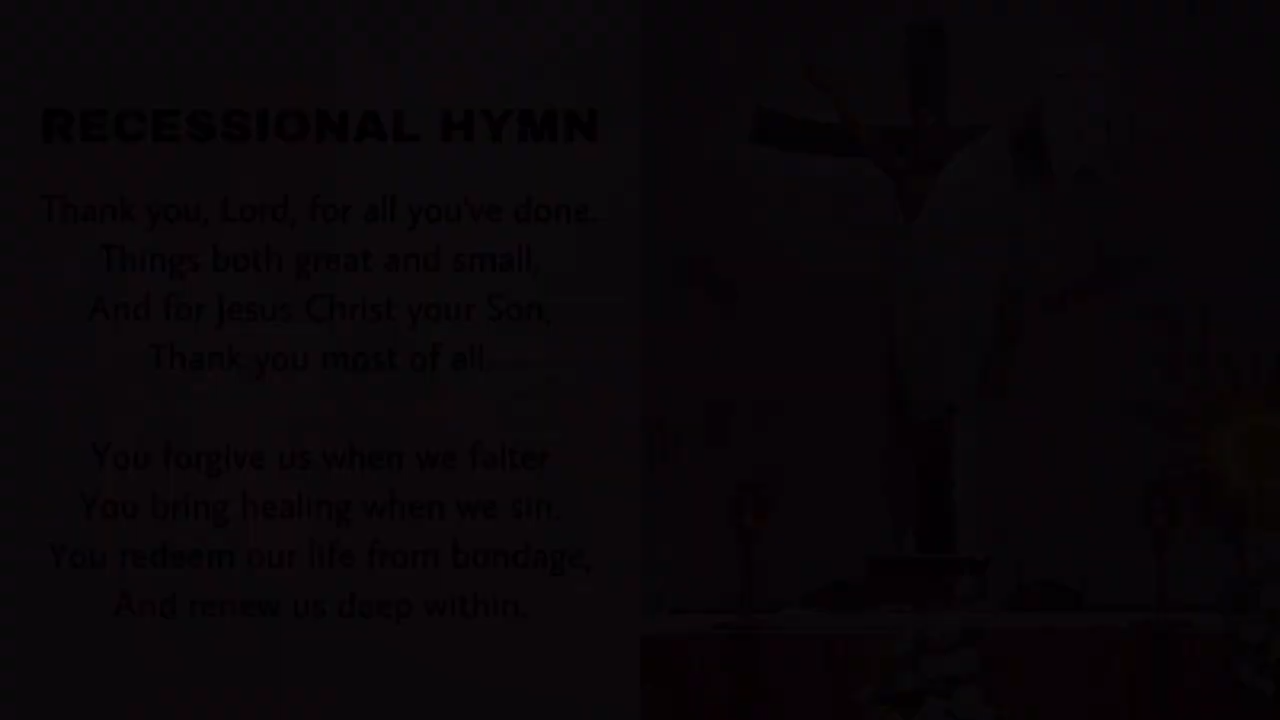 RECESSIONAL HYMN
Thank you, Lord, for all you've done.
Things both great and small,
And for Jesus Christ your Son,
Thank you most of all.
You forgive us when we falter
You bring healing when we sin,
You redeem our life from bondage,
And renew us deep within.